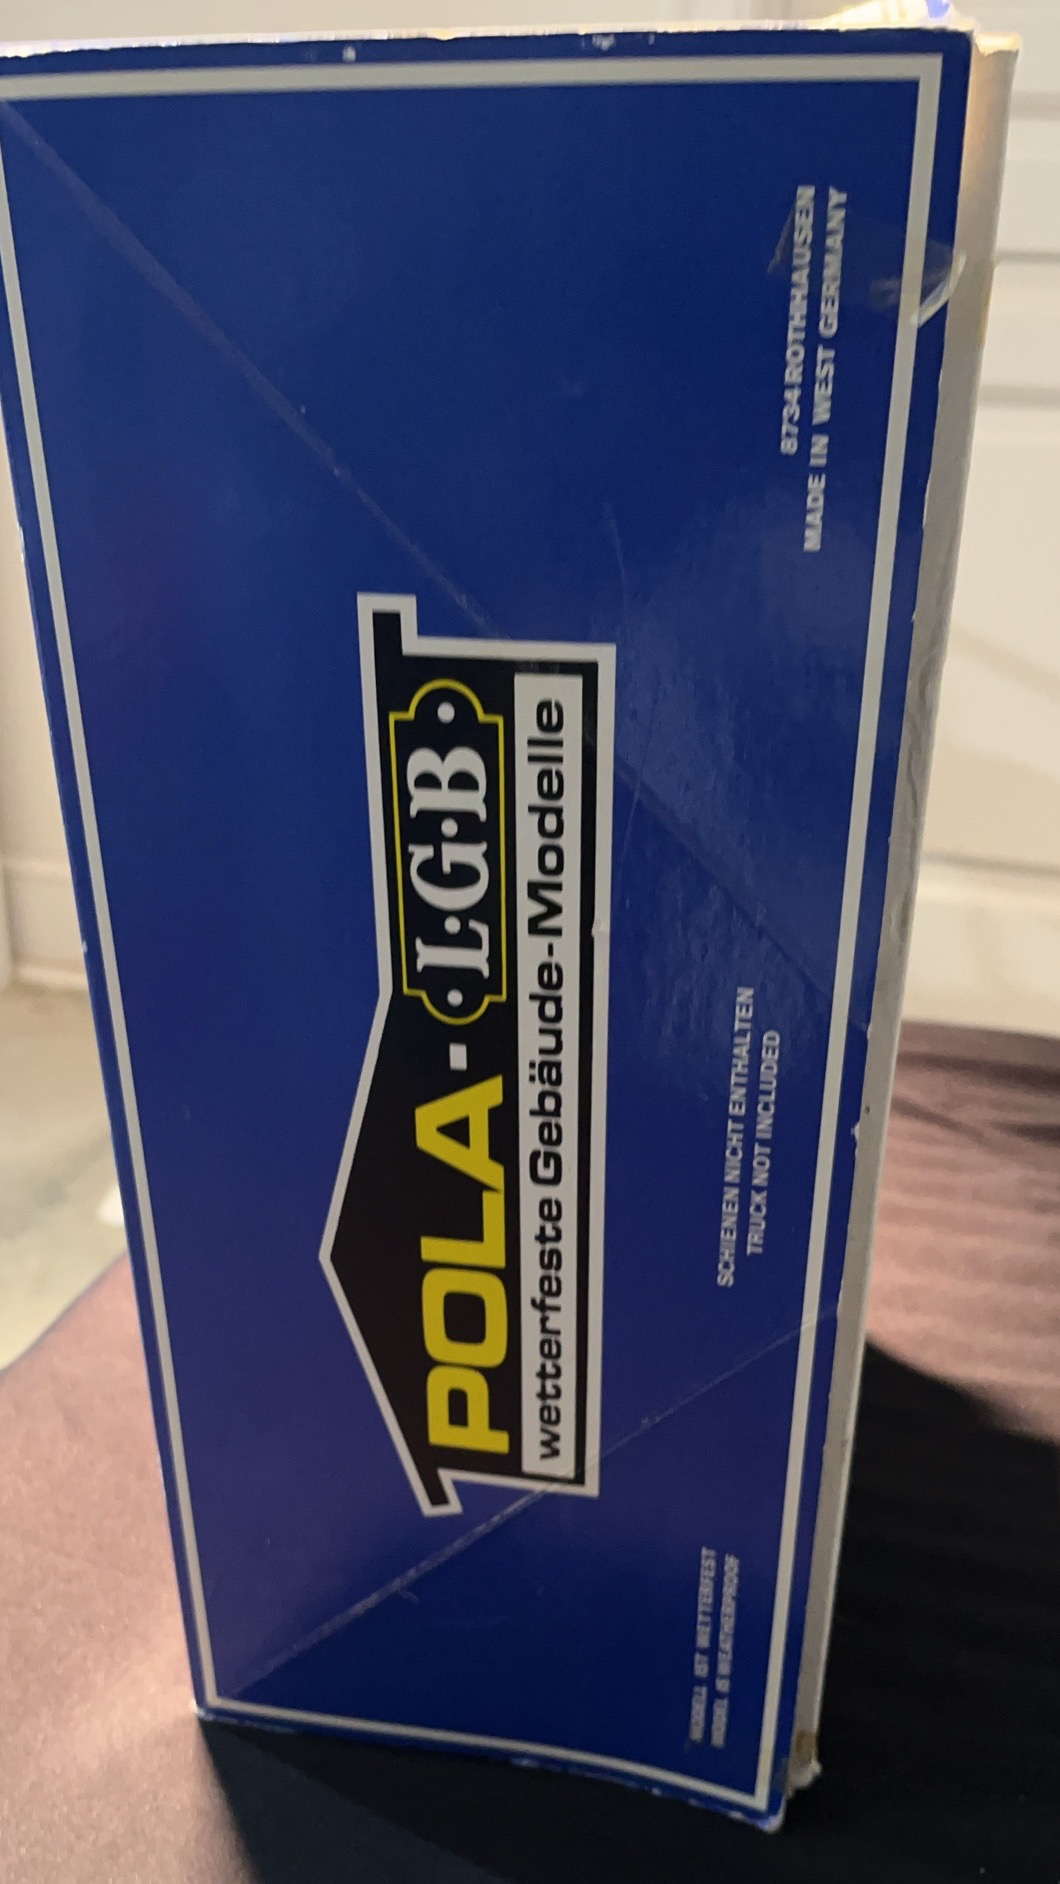 POLA - L·G·B
wetterfeste Gebäude-Modelle
MODELL IST WETTERFEST
MODEL IS WEATHERPROOF
SCHIENEN NICHT ENTHALTEN
TRUCK NOT INCLUDED
8734 ROTHHAUSEN
MADE IN WEST GERMANY